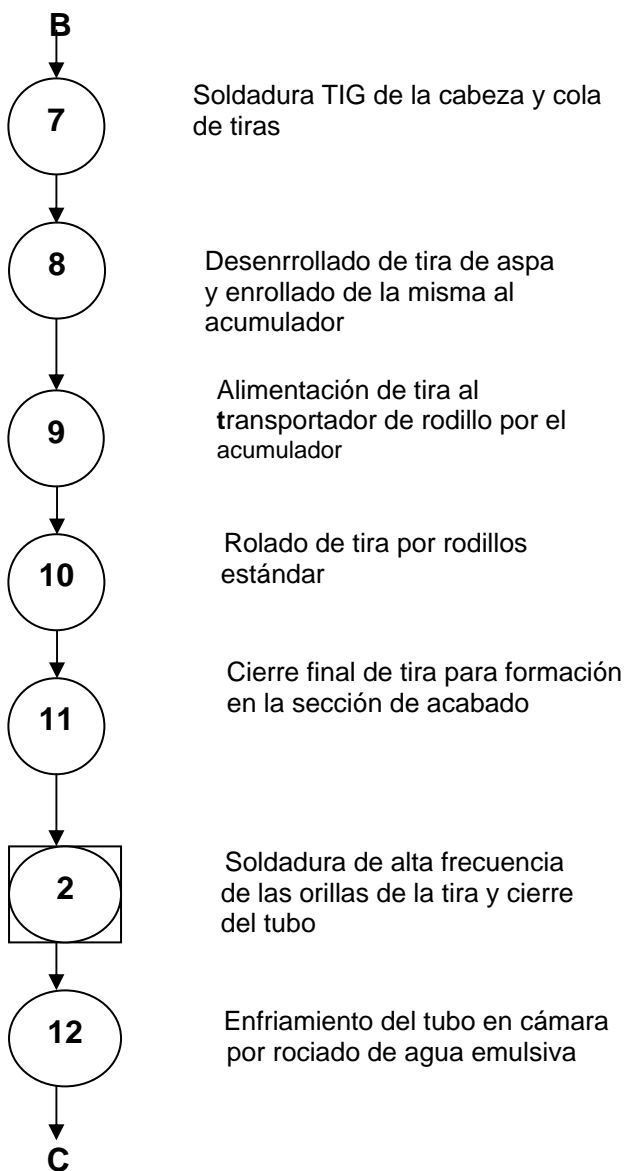 B
7
Soldadura TIG de la cabeza y cola
de tiras
8
Desenrrollado de tira de aspa
y enrollado de la misma al
acumulador
9
Alimentación de tira al
transportador de rodillo por el
acumulador
10
Rolado de tira por rodillos
estándar
11
Cierre final de tira para formación
en la sección de acabado
2
Soldadura de alta frecuencia
de las orillas de la tira y cierre
del tubo
12
Enfriamiento del tubo en cámara
por rociado de agua emulsiva
C